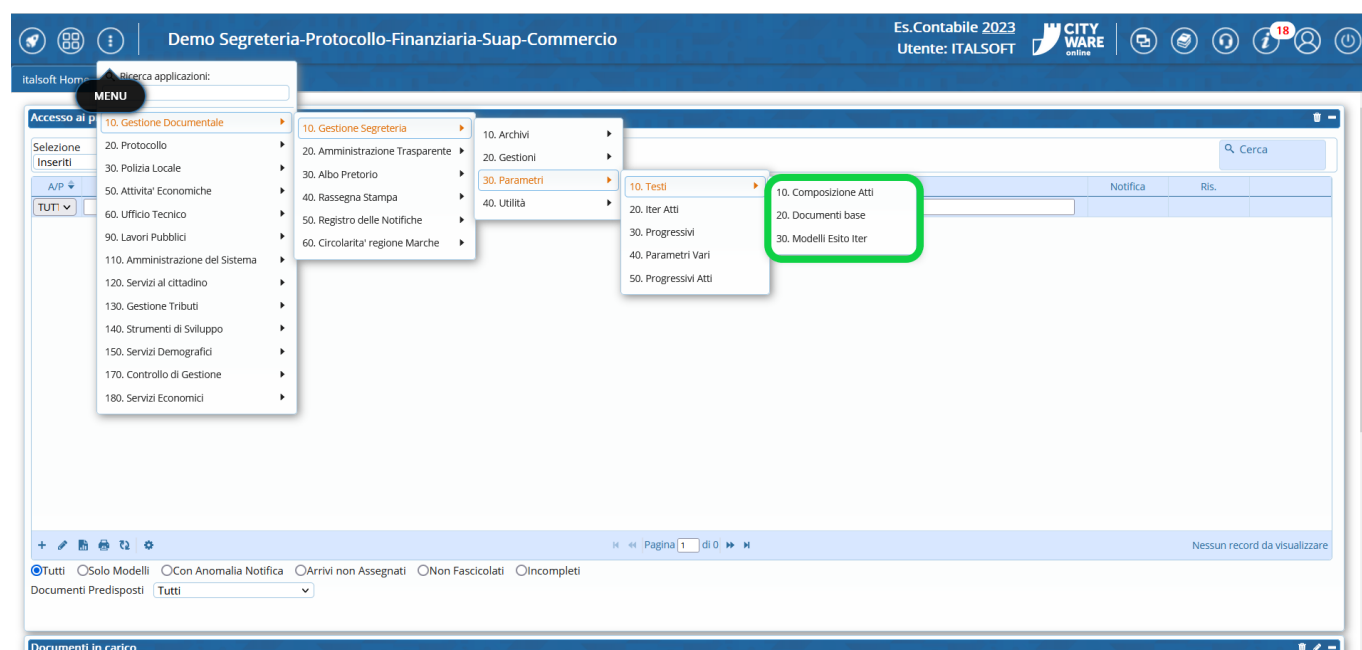 Demo Segreteria-Protocollo-Finanziaria-Suap-Commercio
Es.Contabile 2023
Utente: ITALSOFT
CITY
WARE
online
18
italsoft Home
Ricerca applicazioni:
MENU
Accesso ai p
Selezione
Inseriti
Cerca
A/P
Notifica
Ris.
TUT
10. Gestione Documentale
20. Protocollo
30. Polizia Locale
50. Attivita' Economiche
60. Ufficio Tecnico
90. Lavori Pubblici
110. Amministrazione del Sistema
120. Servizi al cittadino
130. Gestione Tributi
140. Strumenti di Sviluppo
150. Servizi Demografici
170. Controllo di Gestione
180. Servizi Economici
10. Gestione Segreteria
20. Amministrazione Trasparente
30. Albo Pretorio
40. Rassegna Stampa
50. Registro delle Notifiche
60. Circolarita' regione Marche
10. Archivi
20. Gestioni
30. Parametri
40. Utilità
10. Testi
20. Iter Atti
30. Progressivi
40. Parametri Vari
50. Progressivi Atti
10. Composizione Atti
20. Documenti base
30. Modelli Esito Iter
Pagina 1 di 0
Nessun record da visualizzare
Tutti Solo Modelli Con Anomalia Notifica Arrivi non Assegnati Non Fascicolati Incompleti
Documenti Predisposti Tutti
Documenti in carico